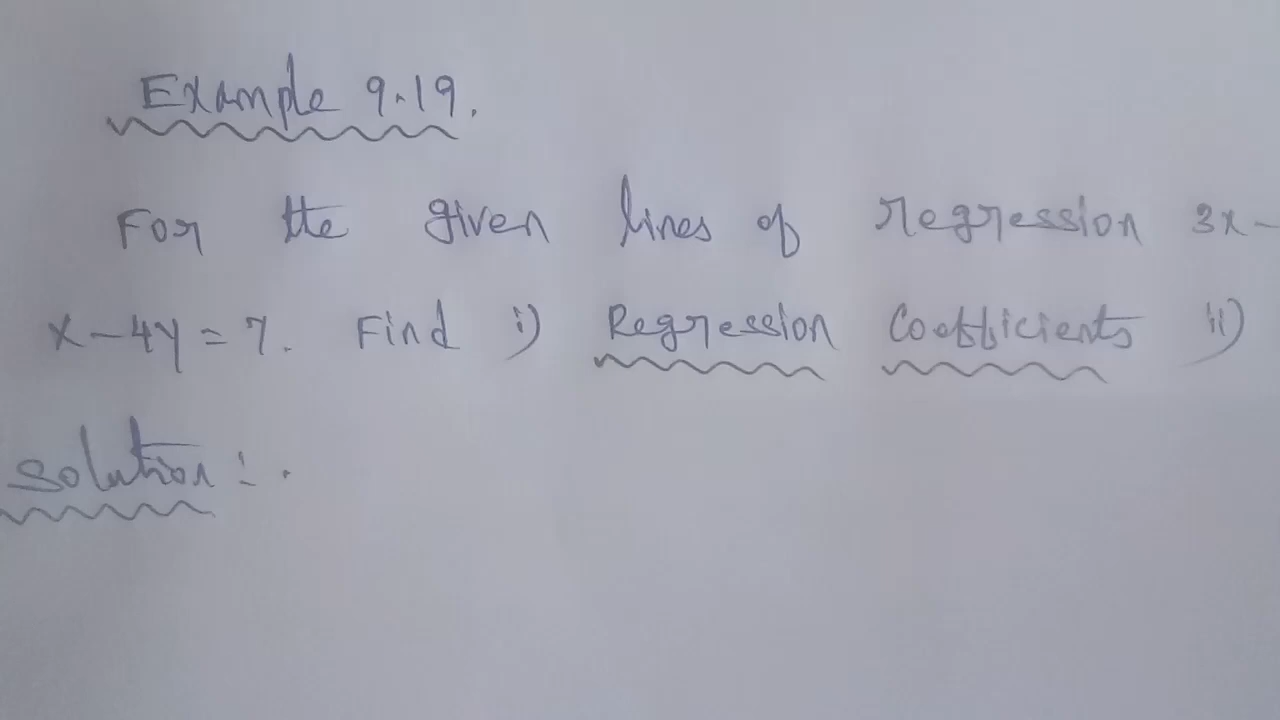 Example 9.19.
For the given lines of regression 3x-
x-4y=7. Find i) Regression Coefficients ii)
Solution:.